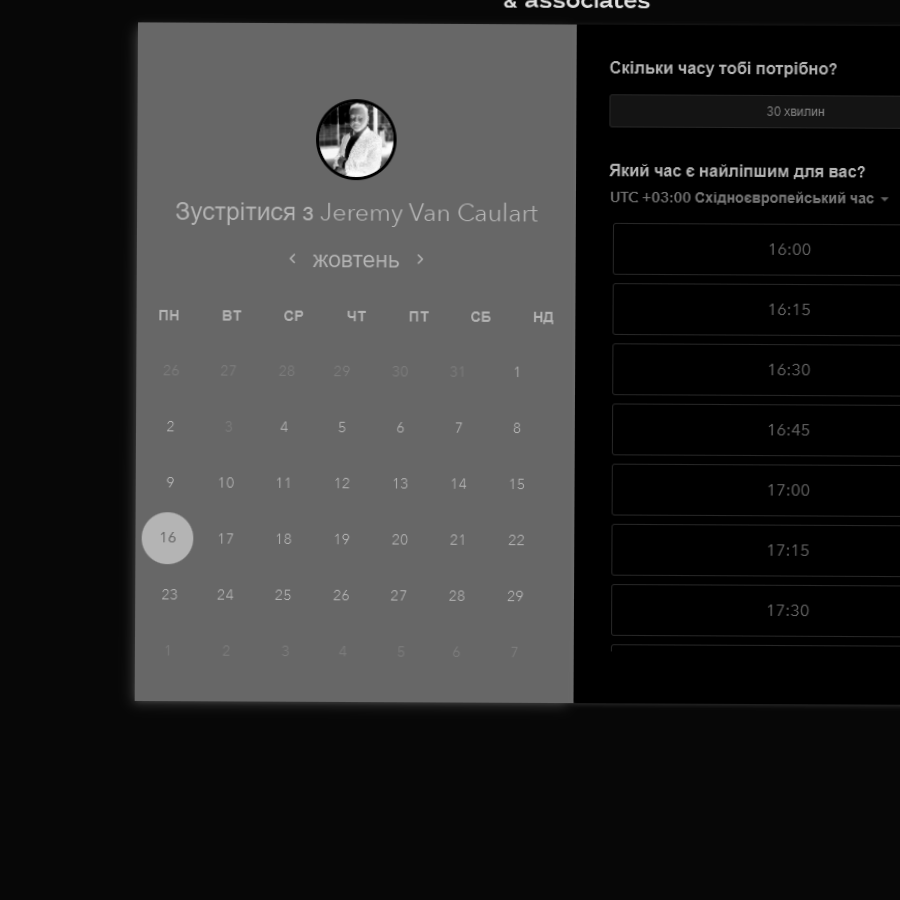 & associates
Зустрітися з Jeremy Van Caulart
жовтень
ПН ВТ СР ЧТ ПТ СБ НД
26 27 28 29 30 31 1
2 3 4 5 6 7 8
9 10 11 12 13 14 15
16 17 18 19 20 21 22
23 24 25 26 27 28 29
1 2 3 4 5 6 7
Скільки часу тобі потрібно?
30 хвилин
Який час є найліпшим для вас?
UTC +03:00 Східноєвропейський час
16:00
16:15
16:30
16:45
17:00
17:15
17:30